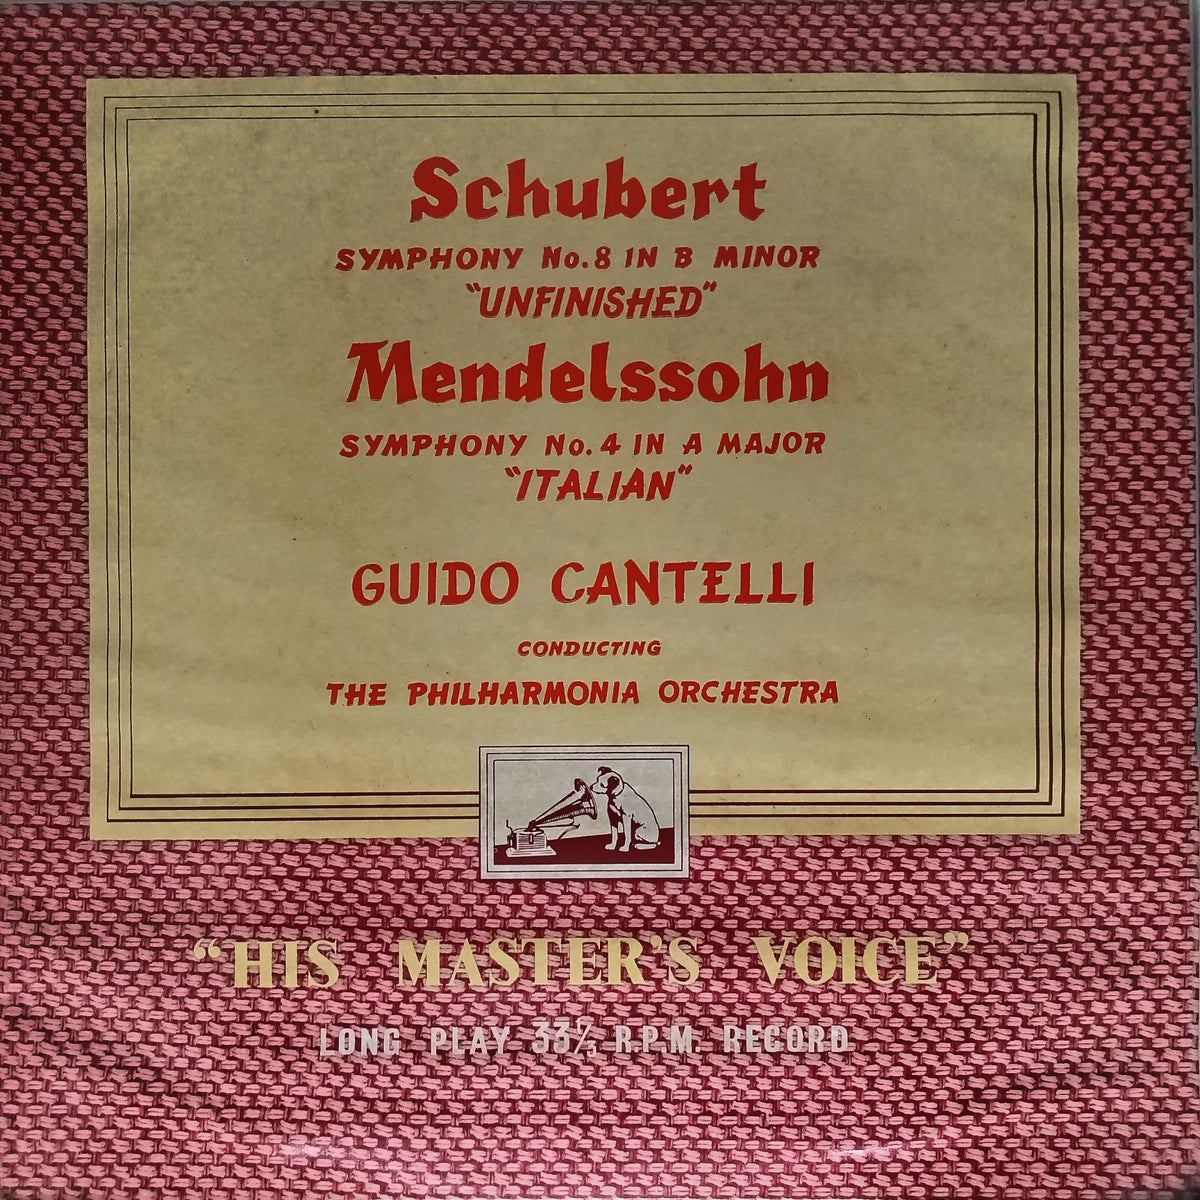 Schubert
SYMPHONY No. 8 IN B MINOR
"UNFINISHED"
Mendelssohn
SYMPHONY No. 4 IN A MAJOR
"ITALIAN"
GUIDO CANTELLI
CONDUCTING
THE PHILHARMONIA ORCHESTRA
"HIS MASTER'S VOICE"
LONG PLAY 33⅓ R.P.M. RECORD